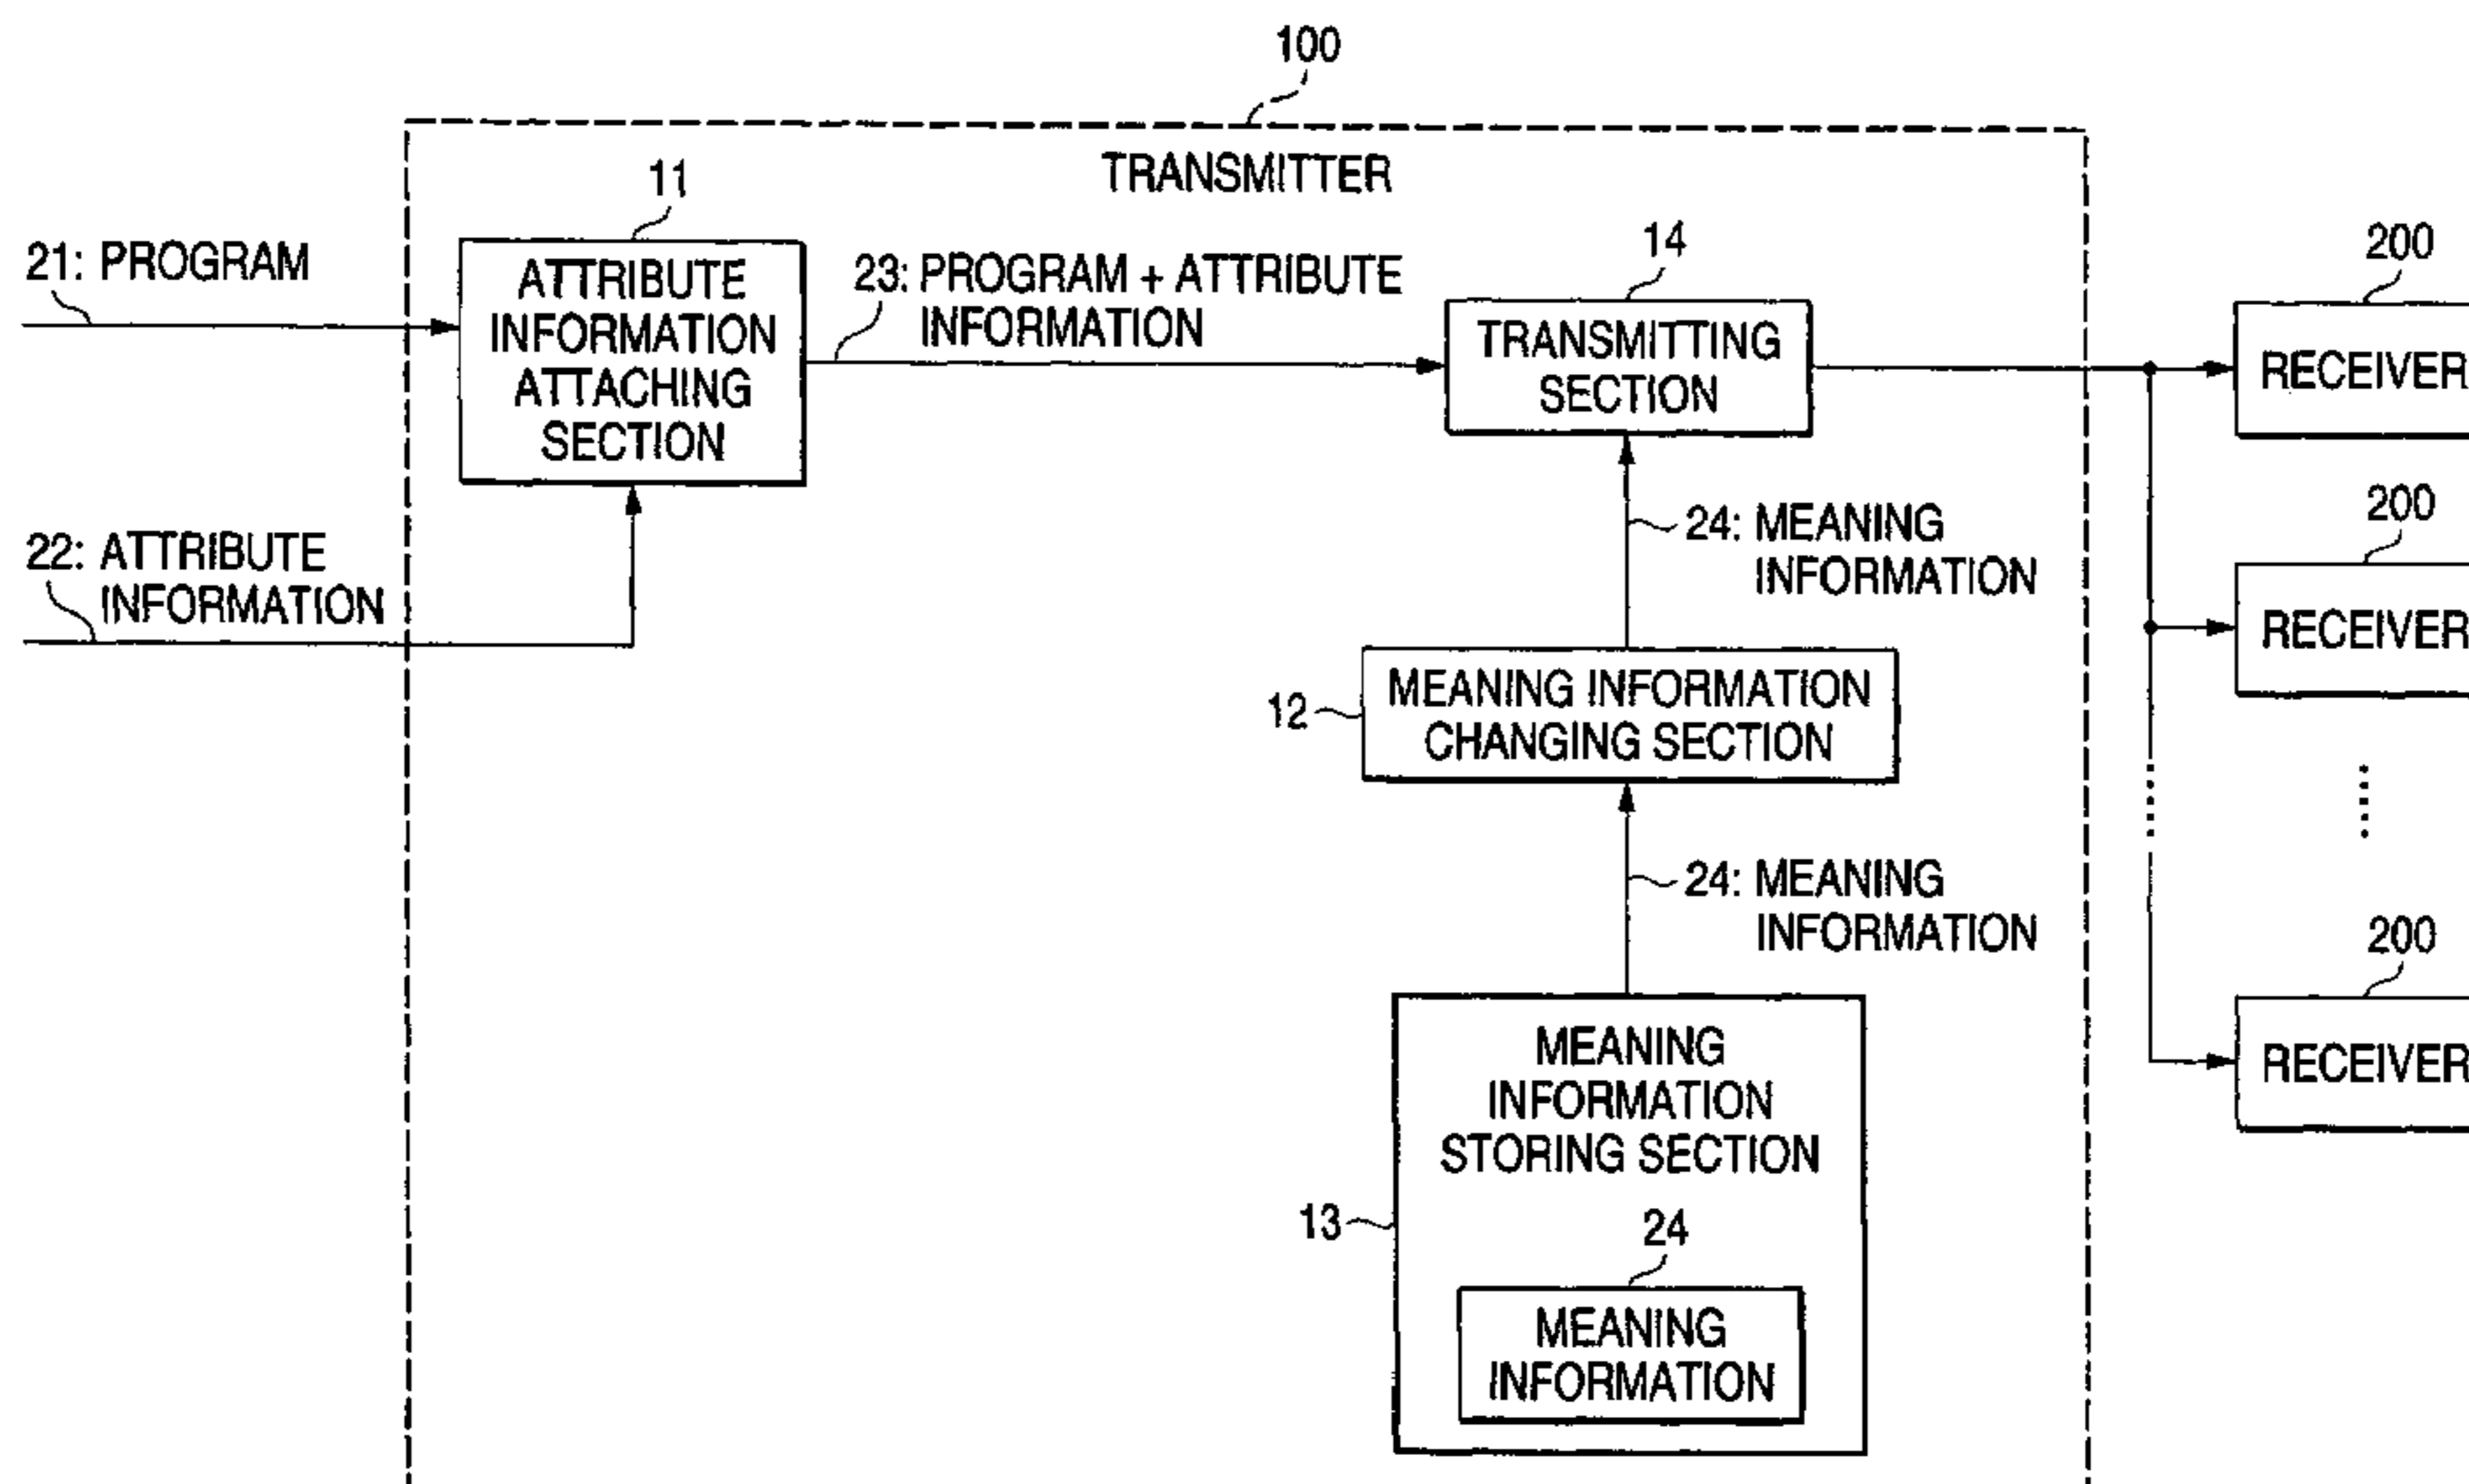 100
TRANSMITTER
11
21: PROGRAM
ATTRIBUTE
INFORMATION
ATTACHING
SECTION
22: ATTRIBUTE
INFORMATION
23: PROGRAM + ATTRIBUTE
INFORMATION
14
TRANSMITTING
SECTION
24: MEANING
INFORMATION
12
MEANING INFORMATION
CHANGING SECTION
24: MEANING
INFORMATION
MEANING
INFORMATION
STORING SECTION
13
24
MEANING
INFORMATION
200
RECEIVER
200
RECEIVER
200
RECEIVER